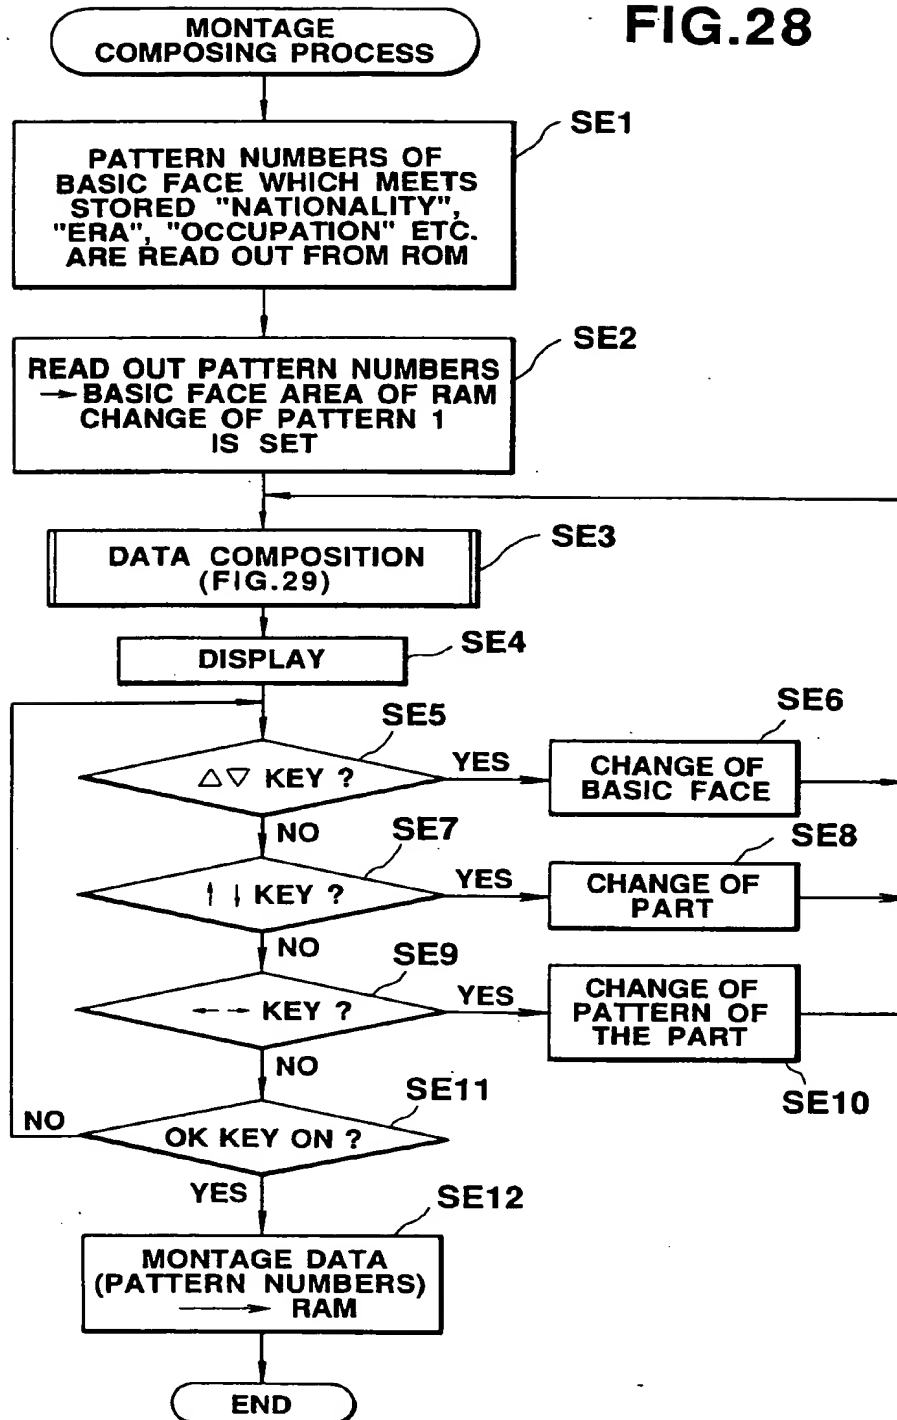 FIG.28
MONTAGE
COMPOSING PROCESS
SE1
PATTERN NUMBERS OF
BASIC FACE WHICH MEETS
STORED "NATIONALITY",
"ERA", "OCCUPATION" ETC.
ARE READ OUT FROM ROM
SE2
READ OUT PATTERN NUMBERS
→BASIC FACE AREA OF RAM
CHANGE OF PATTERN 1
IS SET
SE3
DATA COMPOSITION
(FIG.29)
SE4
DISPLAY
SE5
△▽ KEY ?
YES
SE6
CHANGE OF
BASIC FACE
NO
SE7
↑ ↓ KEY ?
YES
SE8
CHANGE OF
PART
NO
SE9
← → KEY ?
YES
CHANGE OF
PATTERN OF
THE PART
SE10
NO
SE11
OK KEY ON ?
NO
YES
SE12
MONTAGE DATA
(PATTERN NUMBERS)
→ RAM
END